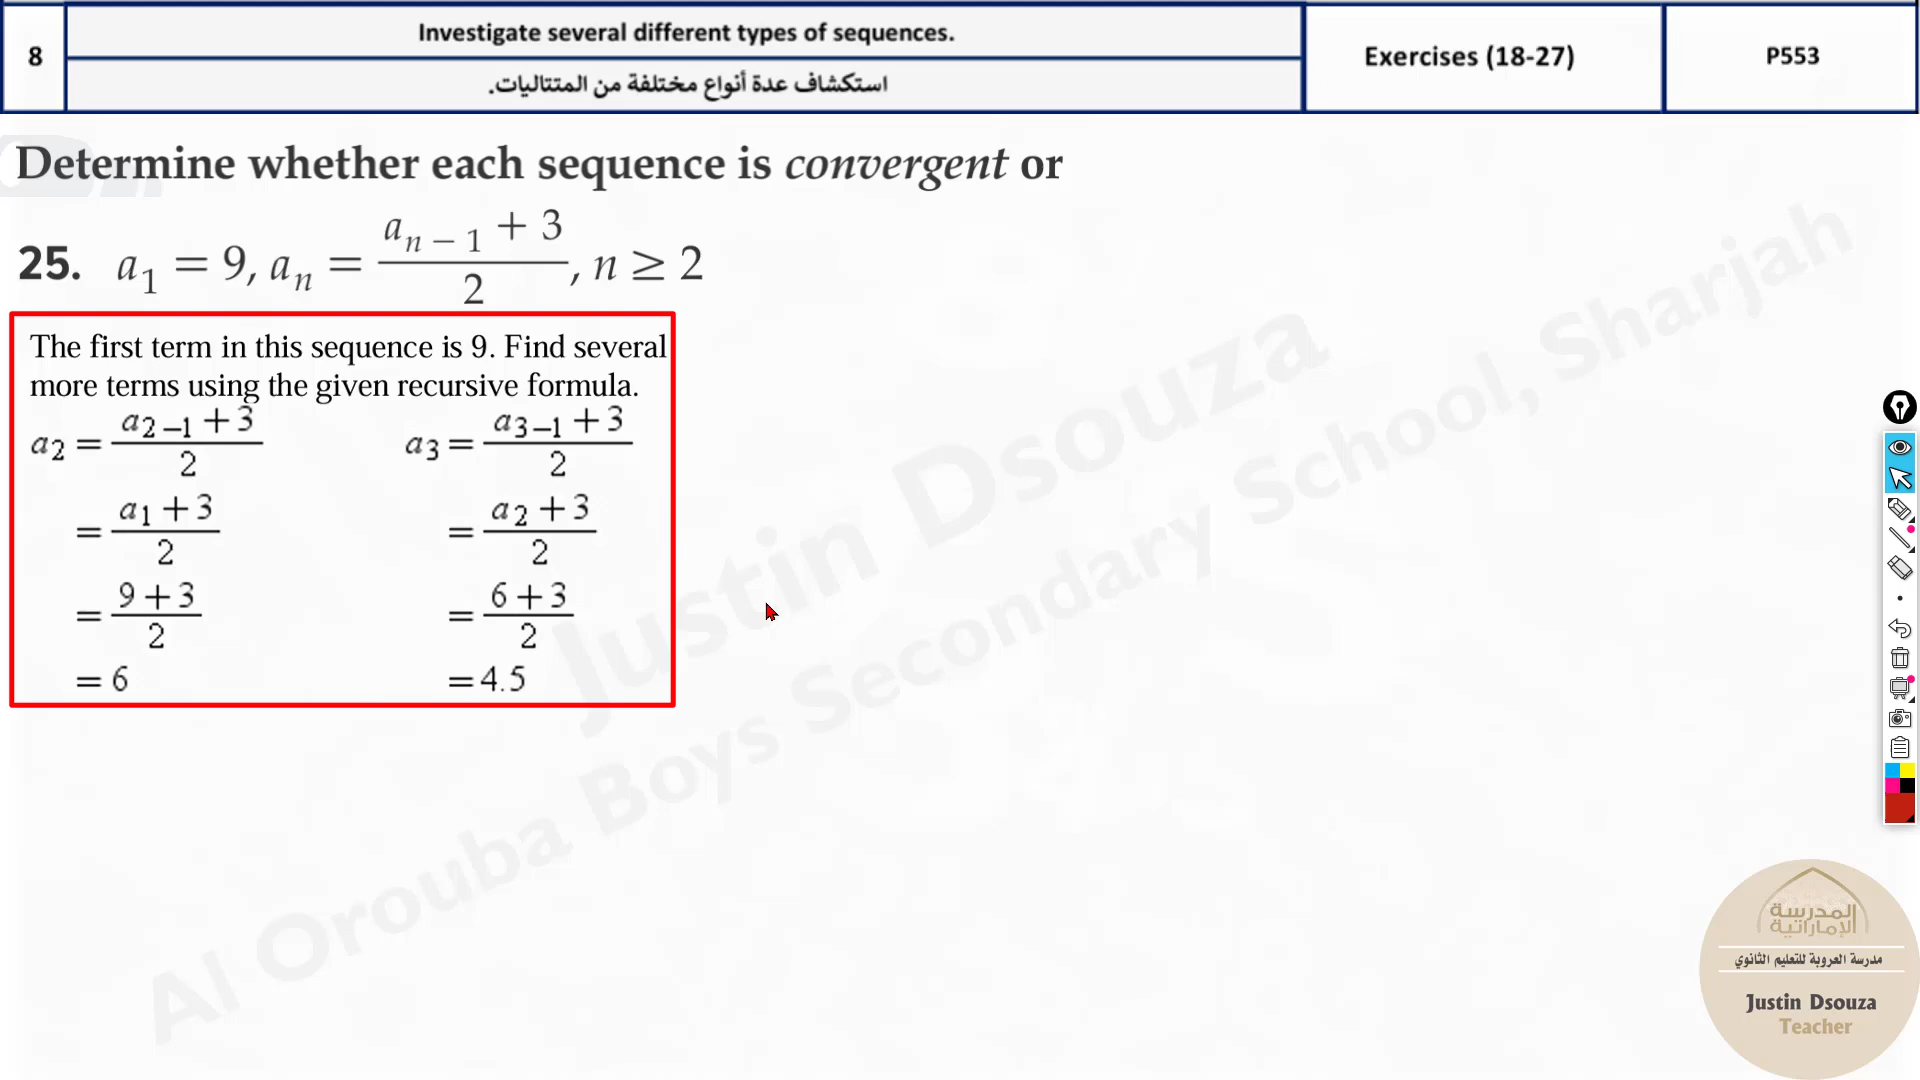 8
Investigate several different types of sequences.
استكشاف عدة أنواع مختلفة من المتتاليات.
Exercises (18-27)
P553
Determine whether each sequence is convergent or
25. a₁ = 9, aₙ = (aₙ₋₁ + 3)/2, n ≥ 2
The first term in this sequence is 9. Find several
more terms using the given recursive formula.
a₂ = (a₂₋₁ + 3)/2
= (a₁ + 3)/2
= (9 + 3)/2
= 6
a₃ = (a₃₋₁ + 3)/2
= (a₂ + 3)/2
= (6 + 3)/2
= 4.5
Justin Dsouza
Al Orouba Boys Secondary School, Sharjah
المدرسة
الإماراتية
مدرسة العروبة للتعليم الثانوي
Justin Dsouza
Teacher